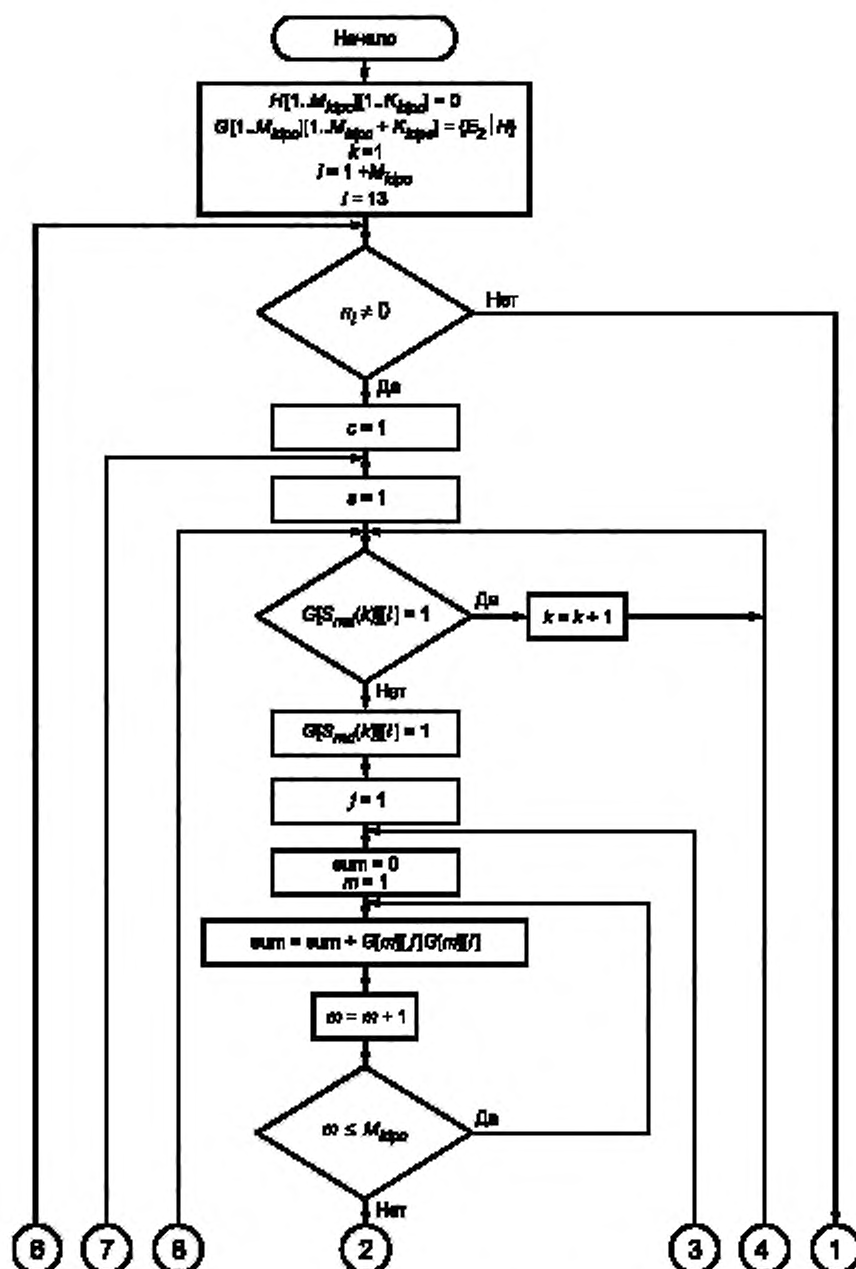 Начало
H[1..M_ldpc][1..K_ldpc] = 0
G[1..M_ldpc][1..M_ldpc + K_ldpc] = {E_2 | H}
k = 1
i = 1 + M_ldpc
l = 13
n_l ≠ 0
Нет
Да
c = 1
a = 1
G[S_rnd(k)][i] = 1
Да
k = k + 1
Нет
G[S_rnd(k)][i] = 1
j = 1
sum = 0
m = 1
sum = sum + G[m][j]G[m][i]
m = m + 1
m ≤ M_ldpc
Да
Нет
6 7 8 2 3 4 1